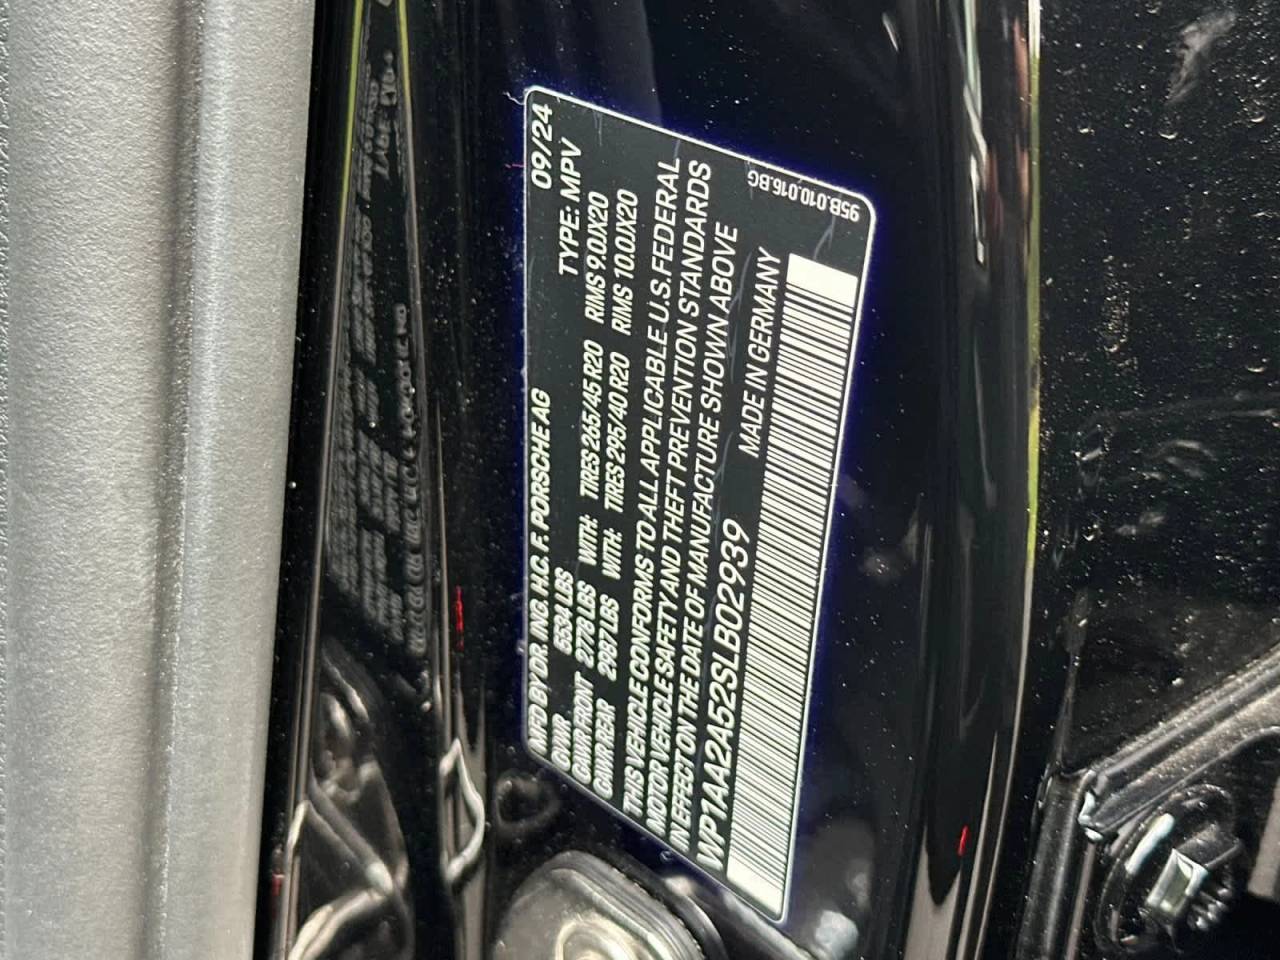 MFD BY DR. ING. H.C. F. PORSCHE AG 09/24
GVWR 5534 LBS TYPE: MPV
GAWR FRONT 2778 LBS WITH: TIRES 265/45 R20 RIMS 9.0JX20
GAWR REAR 2987 LBS WITH: TIRES 295/40 R20 RIMS 10.0JX20
THIS VEHICLE CONFORMS TO ALL APPLICABLE U.S. FEDERAL
MOTOR VEHICLE SAFETY AND THEFT PREVENTION STANDARDS
IN EFFECT ON THE DATE OF MANUFACTURE SHOWN ABOVE
WP1AA2A52SLB02939 MADE IN GERMANY
95B.010.016.BG